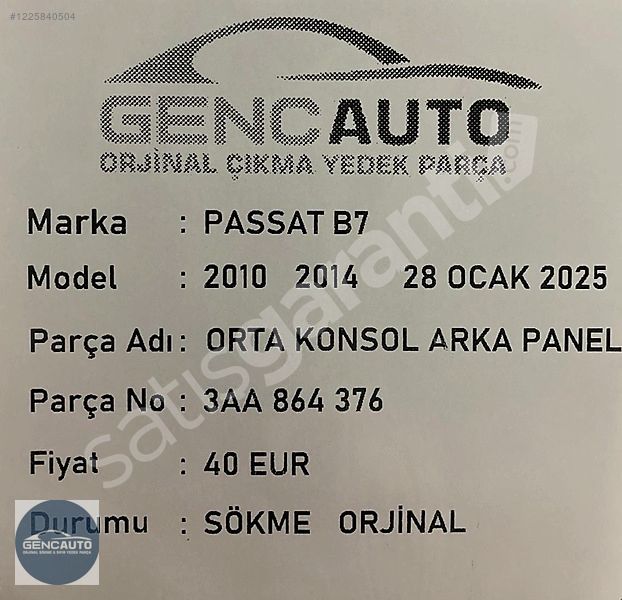 #1225840504
GENCAUTO
ORJİNAL ÇIKMA YEDEK PARÇA
Marka : PASSAT B7
Model : 2010 2014 28 OCAK 2025
Parça Adı : ORTA KONSOL ARKA PANEL
Parça No : 3AA 864 376
Fiyat : 40 EUR
Durumu : SÖKME ORJİNAL
satısgaranti.com
GENCAUTO